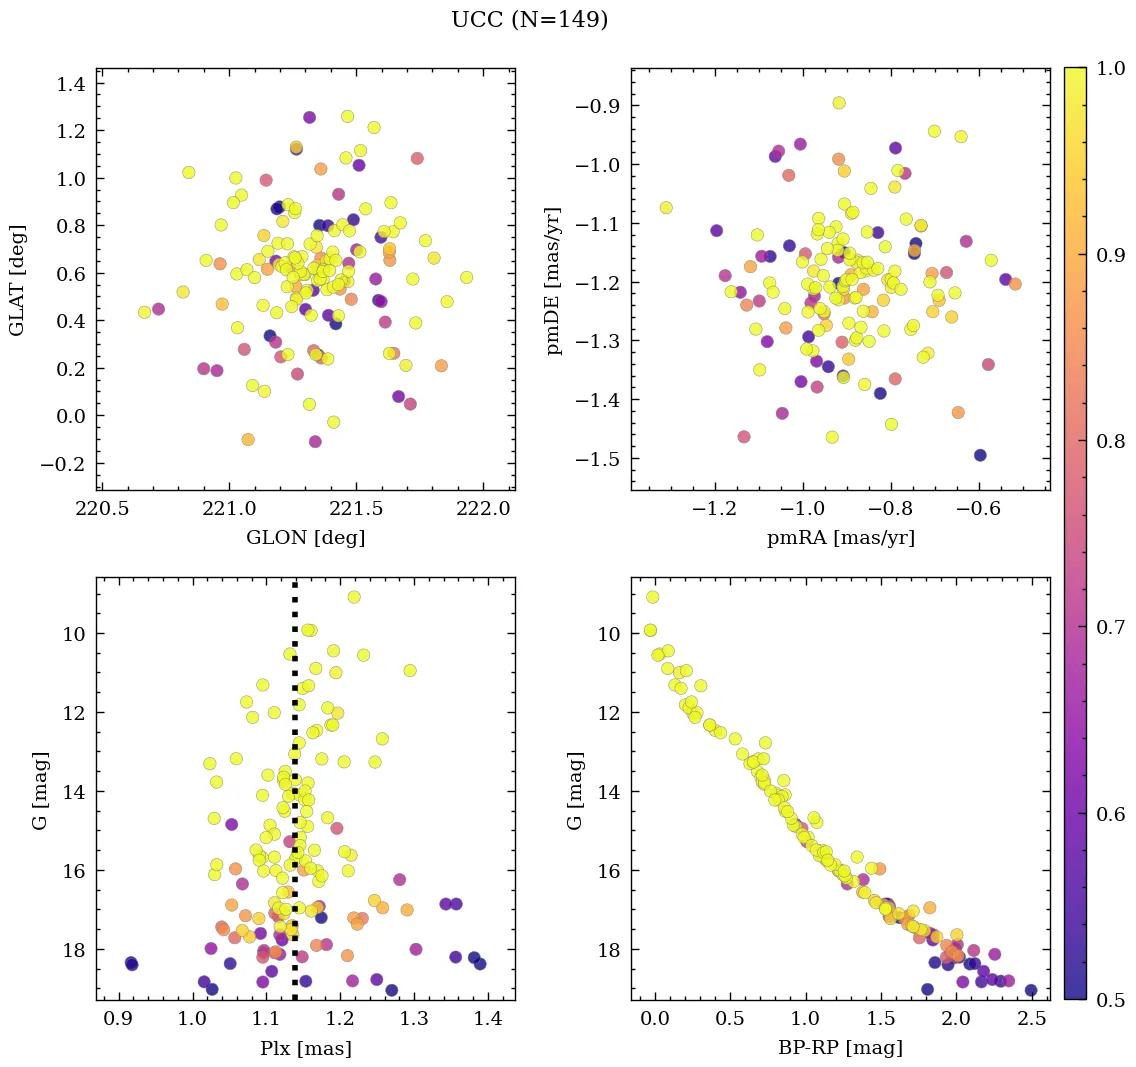 UCC (N=149)
1.4
1.2
1.0
0.8
0.6
0.4
0.2
0.0
−0.2
GLAT [deg]
220.5 221.0 221.5 222.0
GLON [deg]
−0.9
−1.0
−1.1
−1.2
−1.3
−1.4
−1.5
pmDE [mas/yr]
−1.2 −1.0 −0.8 −0.6
pmRA [mas/yr]
1.0
0.9
0.8
0.7
0.6
0.5
10
12
14
16
18
G [mag]
0.9 1.0 1.1 1.2 1.3 1.4
Plx [mas]
10
12
14
16
18
G [mag]
0.0 0.5 1.0 1.5 2.0 2.5
BP-RP [mag]